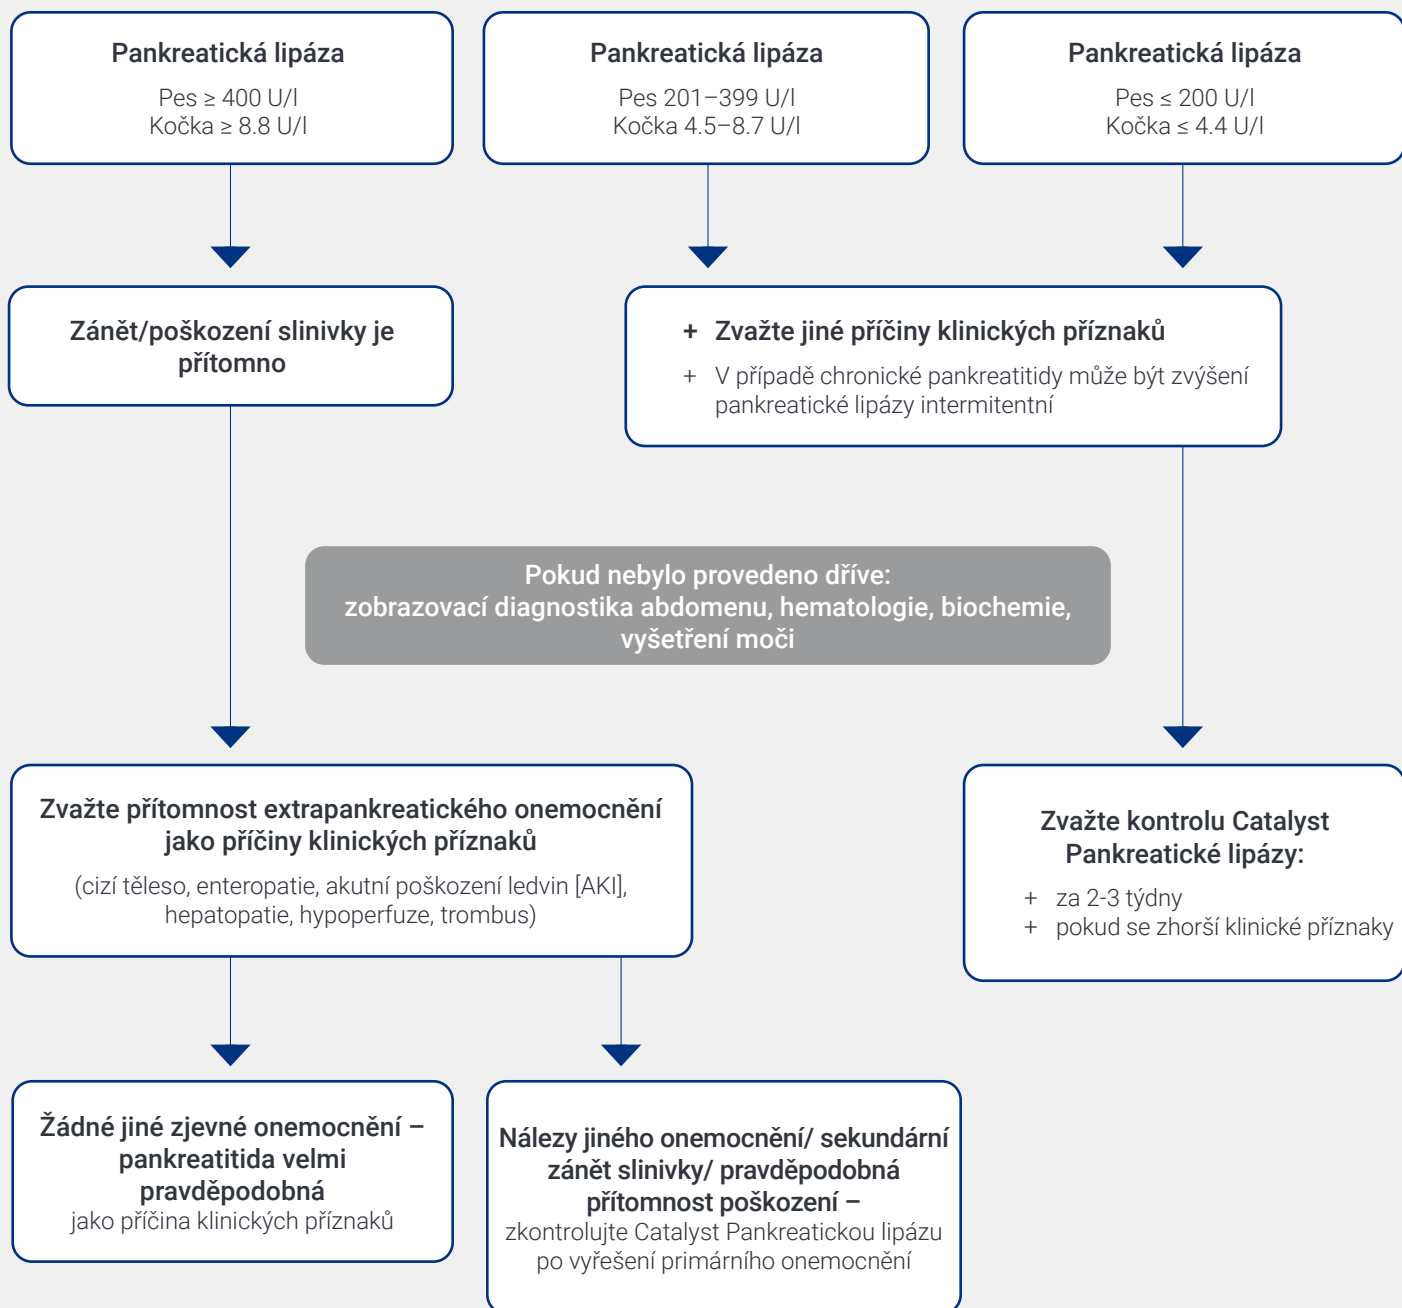 Pankreatická lipáza
Pes ≥ 400 U/l
Kočka ≥ 8.8 U/l
Pankreatická lipáza
Pes 201–399 U/l
Kočka 4.5–8.7 U/l
Pankreatická lipáza
Pes ≤ 200 U/l
Kočka ≤ 4.4 U/l
Zánět/poškození slinivky je
přítomno
+ Zvažte jiné příčiny klinických příznaků
+ V případě chronické pankreatitidy může být zvýšení
pankreatické lipázy intermitentní
Pokud nebylo provedeno dříve:
zobrazovací diagnostika abdomenu, hematologie, biochemie,
vyšetření moči
Zvažte přítomnost extrapankreatického onemocnění
jako příčiny klinických příznaků
(cizí těleso, enteropatie, akutní poškození ledvin [AKI],
hepatopatie, hypoperfuze, trombus)
Zvažte kontrolu Catalyst
Pankreatické lipázy:
+ za 2-3 týdny
+ pokud se zhorší klinické příznaky
Žádné jiné zjevné onemocnění –
pankreatitida velmi
pravděpodobná
jako příčina klinických příznaků
Nálezy jiného onemocnění/ sekundární
zánět slinivky/ pravděpodobná
přítomnost poškození –
zkontrolujte Catalyst Pankreatickou lipázu
po vyřešení primárního onemocnění